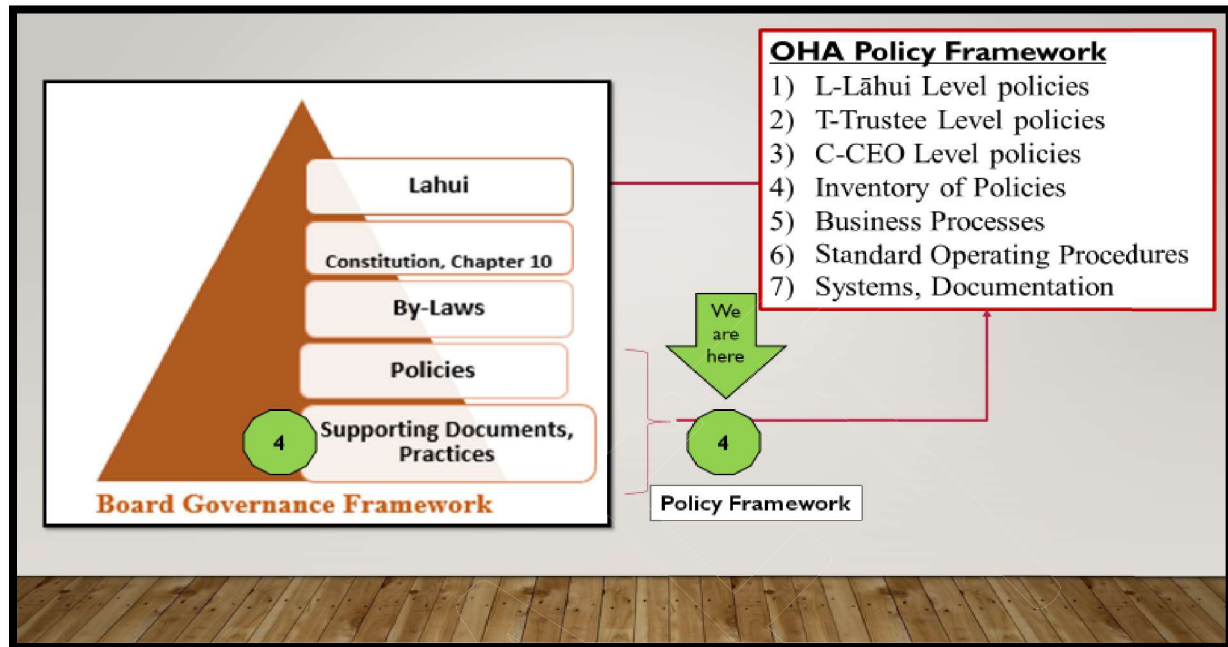 Lahui
Constitution, Chapter 10
By-Laws
Policies
4
Supporting Documents,
Practices
Board Governance Framework
We
are
here
4
Policy Framework
OHA Policy Framework
1) L-Lāhui Level policies
2) T-Trustee Level policies
3) C-CEO Level policies
4) Inventory of Policies
5) Business Processes
6) Standard Operating Procedures
7) Systems, Documentation